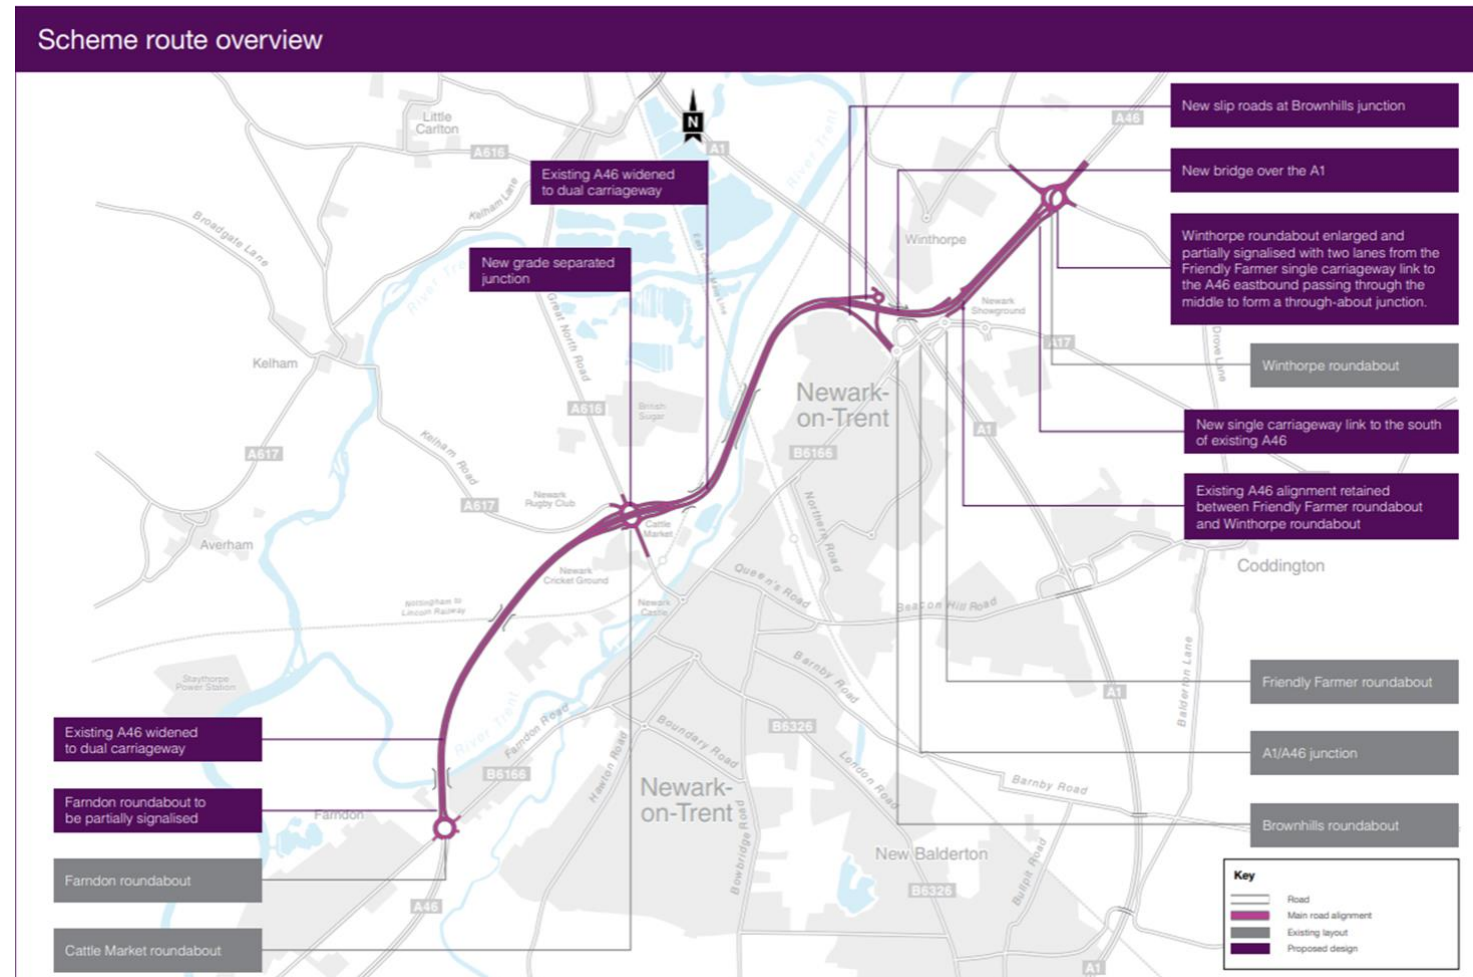 Scheme route overview
New slip roads at Brownhills junction
New bridge over the A1
Winthorpe roundabout enlarged and
partially signalised with two lanes from the
Friendly Farmer single carriageway link to
the A46 eastbound passing through the
middle to form a through-about junction.
Winthorpe roundabout
New single carriageway link to the south
of existing A46
Existing A46 alignment retained
between Friendly Farmer roundabout
and Winthorpe roundabout
Friendly Farmer roundabout
A1/A46 junction
Brownhills roundabout
Existing A46 widened
to dual carriageway
New grade separated
junction
Existing A46 widened
to dual carriageway
Farndon roundabout to
be partially signalised
Farndon roundabout
Cattle Market roundabout
N
Little
Carlton
A616
A1
A46
River Trent
Kelham Lane
Broadgate Lane
River Trent
Winthorpe
Newark
Showground
A17
Drove Lane
Great North Road
Kelham
A616
British
Sugar
Newark-
on-Trent
A1
B6166
A617
Kelham Road
A617
Newark
Rugby Club
Cattle
Market
Northern Road
Averham
Newark
Cricket Ground
Coddington
Nottingham to
Lincoln Railway
Newark
Castle
Queen's Road
Beacon Hill Road
Staythorpe
Power Station
Barnby Road
Balderton Lane
A1
River Trent
Farndon Road
Boundary Road
B6326
B6166
Hawton Road
London Road
Barnby Road
Farndon
Newark-
on-Trent
Bowbridge Road
New Balderton
Bullpit Road
B6326
A46
A1
Key
Road
Main road alignment
Existing layout
Proposed design